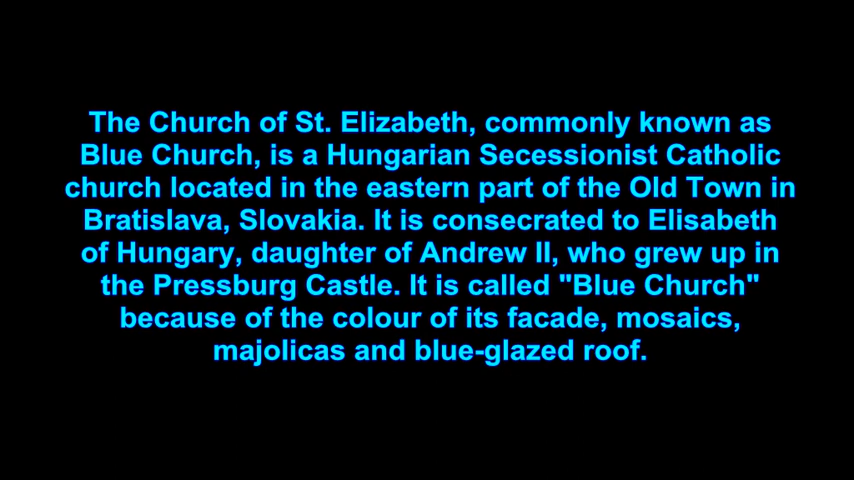 The Church of St. Elizabeth, commonly known as
Blue Church, is a Hungarian Secessionist Catholic
church located in the eastern part of the Old Town in
Bratislava, Slovakia. It is consecrated to Elisabeth
of Hungary, daughter of Andrew II, who grew up in
the Pressburg Castle. It is called "Blue Church"
because of the colour of its facade, mosaics,
majolicas and blue-glazed roof.